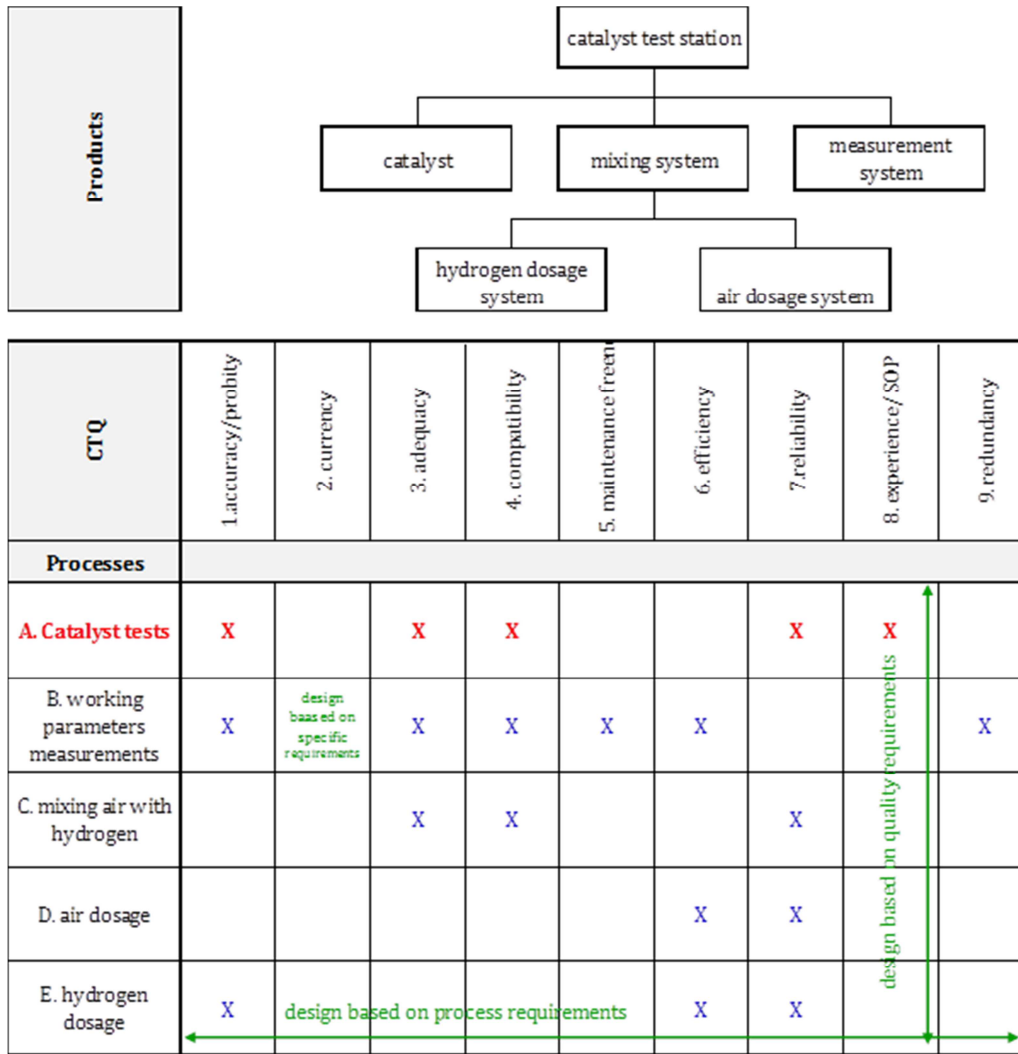 Products
catalyst test station
catalyst
mixing system
measurement
system
hydrogen dosage
system
air dosage system
CTQ
1.accuracy/probity
2. currency
3. adequacy
4. compatibility
5. maintenance freen
6. efficiency
7.reliability
8. experience/ SOP
9. redundancy
Processes
A. Catalyst tests
X
X
X
X
X
B. working
parameters
measurements
X
design
baased on
specific
requirements
X
X
X
X
X
C. mixing air with
hydrogen
X
X
X
design based on quality requirements
D. air dosage
X
X
E. hydrogen
dosage
X
design based on process requirements
X
X